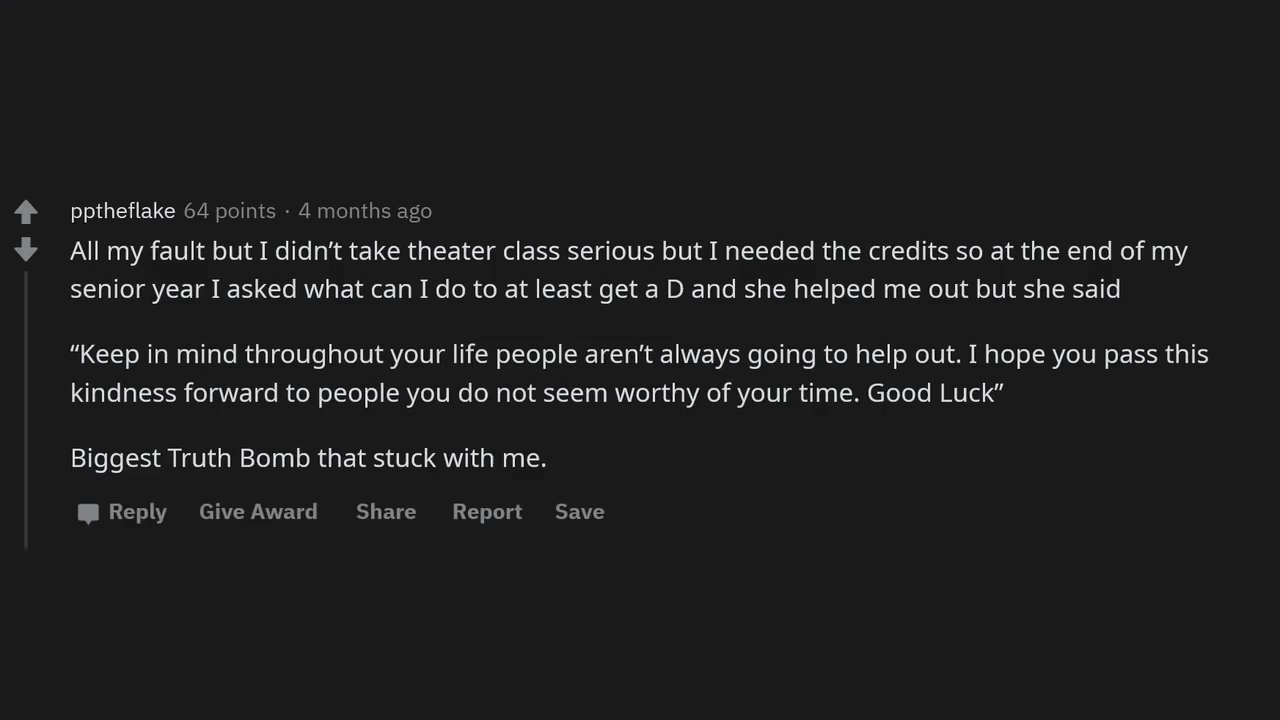 pptheflake 64 points · 4 months ago
All my fault but I didn’t take theater class serious but I needed the credits so at the end of my
senior year I asked what can I do to at least get a D and she helped me out but she said
“Keep in mind throughout your life people aren’t always going to help out. I hope you pass this
kindness forward to people you do not seem worthy of your time. Good Luck”
Biggest Truth Bomb that stuck with me.
Reply Give Award Share Report Save